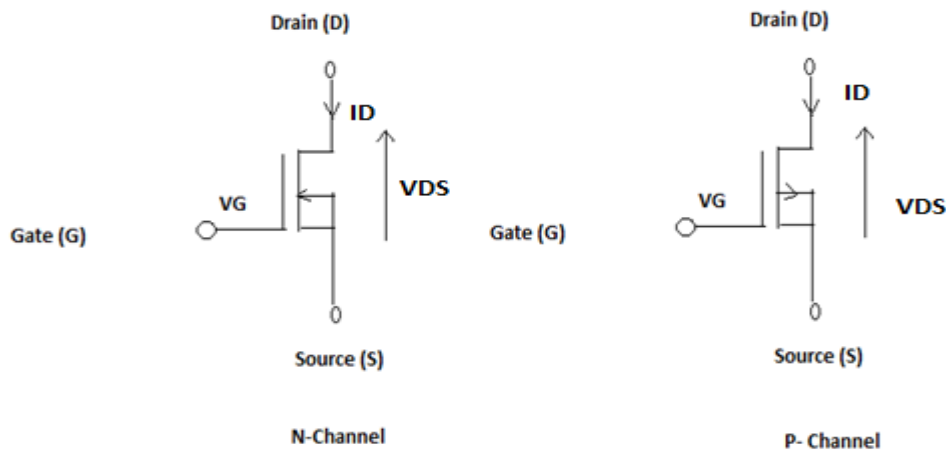 Drain (D)
ID
VDS
VG
Gate (G)
Source (S)
N-Channel
Drain (D)
ID
VDS
VG
Gate (G)
Source (S)
P- Channel